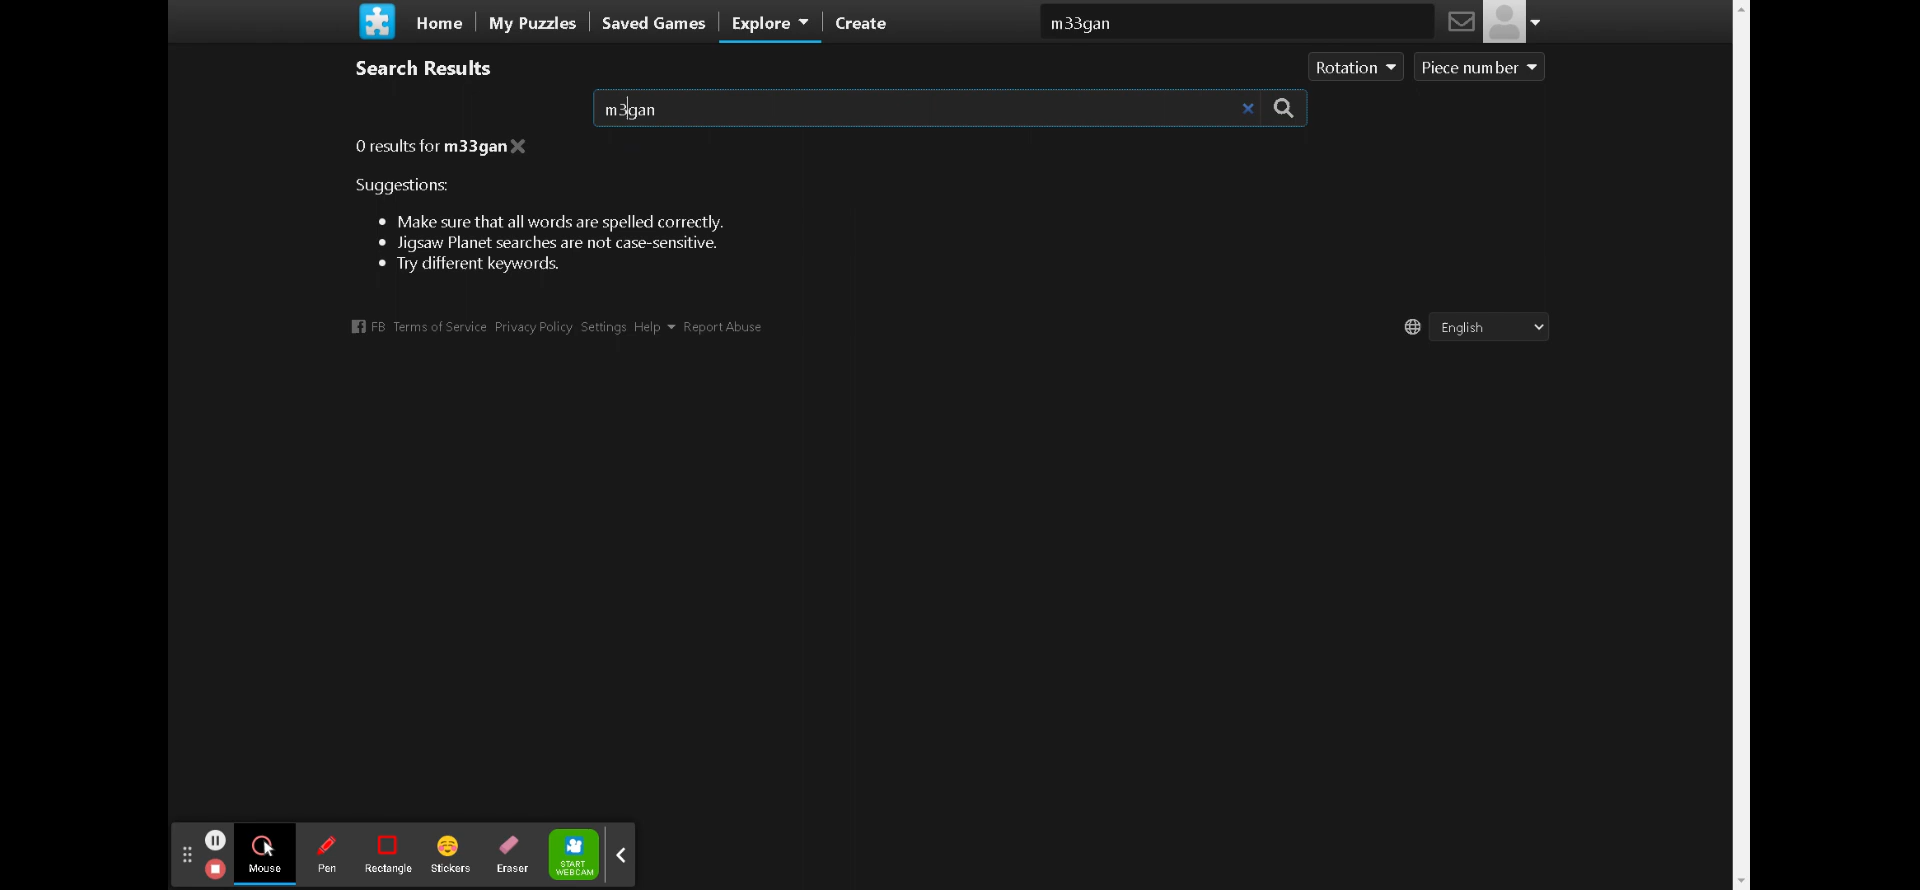 Home My Puzzles Saved Games Explore Create m33gan
Search Results Rotation Piece number
m3gan
0 results for m33gan
Suggestions:
Make sure that all words are spelled correctly.
Jigsaw Planet searches are not case-sensitive.
Try different keywords.
FB Terms of Service Privacy Policy Settings Help Report Abuse English
Mouse Pen Rectangle Stickers Eraser START WEBCAM